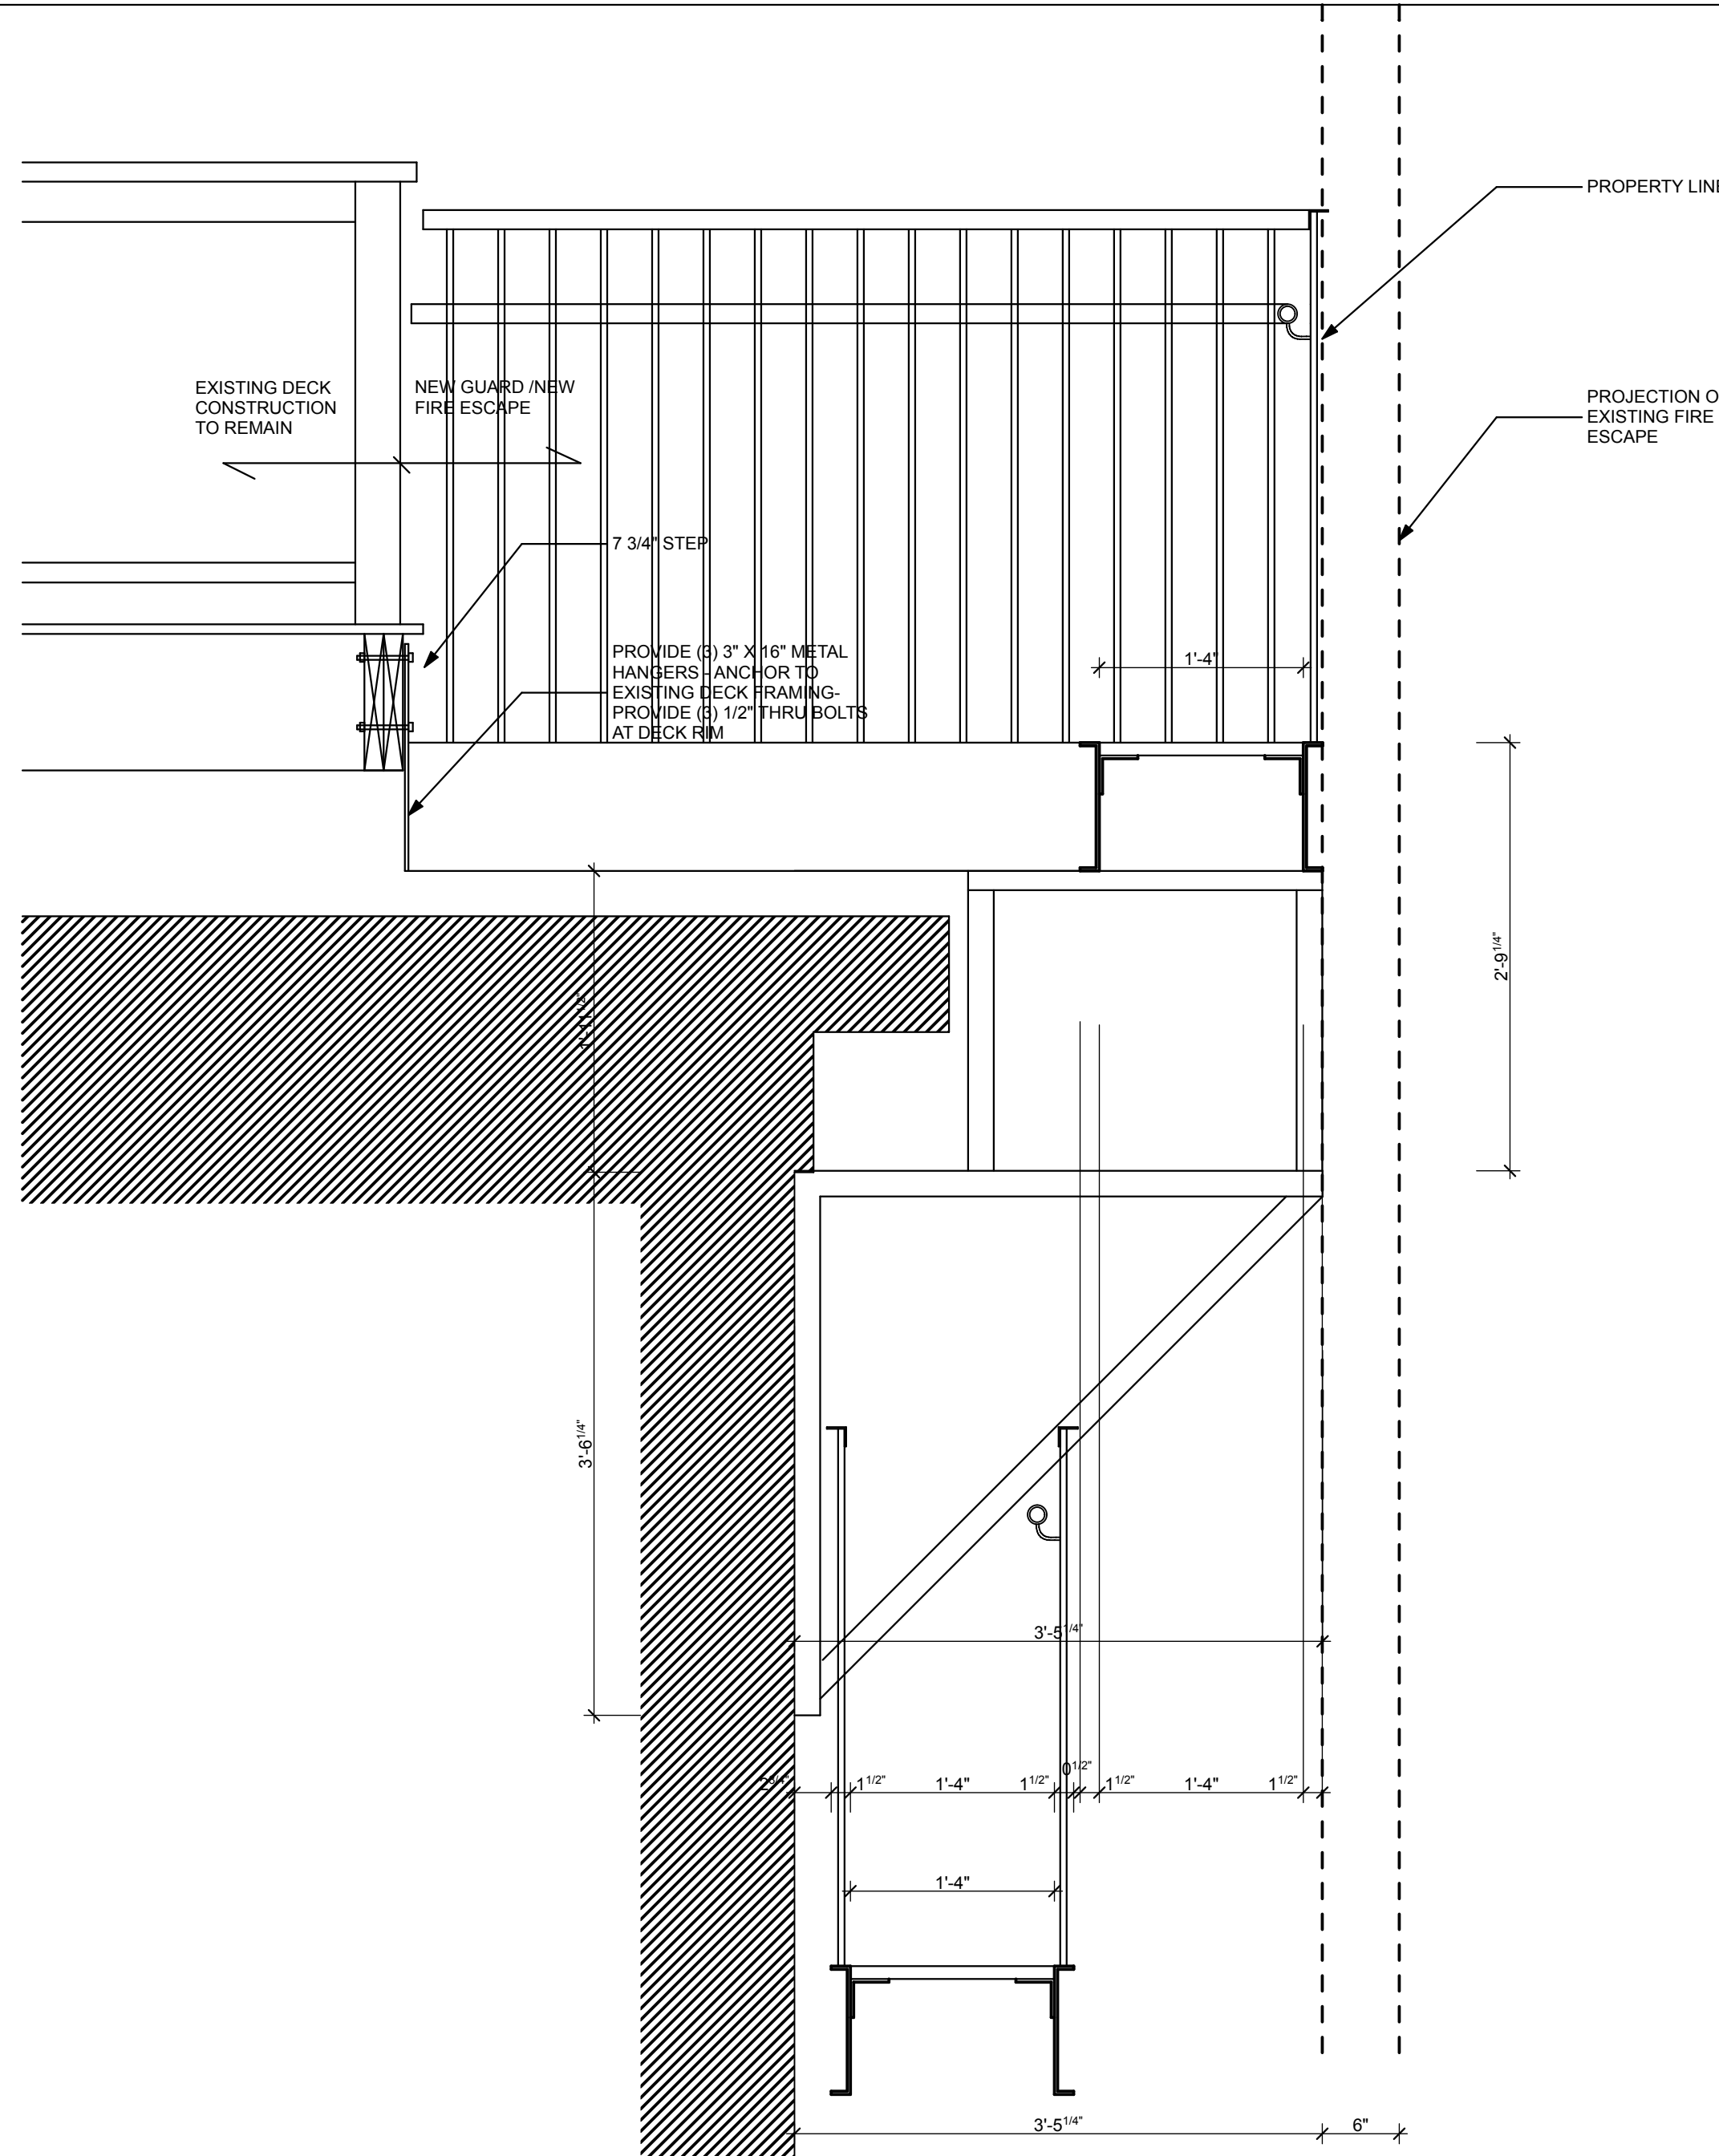 PROPERTY LINE
EXISTING DECK
CONSTRUCTION
TO REMAIN
NEW GUARD /NEW
FIRE ESCAPE
PROJECTION O
EXISTING FIRE
ESCAPE
7 3/4" STEP
PROVIDE (3) 3" X 16" METAL
HANGERS - ANCHOR TO
EXISTING DECK FRAMING-
PROVIDE (3) 1/2" THRU BOLTS
AT DECK RIM
1'-4"
2'-9 1/4"
1'-11 1/2"
3'-6 1/4"
3'-5 1/4"
0 1/2"
2 3/4" 1 1/2" 1'-4" 1 1/2" 1 1/2" 1'-4" 1 1/2"
1'-4"
3'-5 1/4" 6"